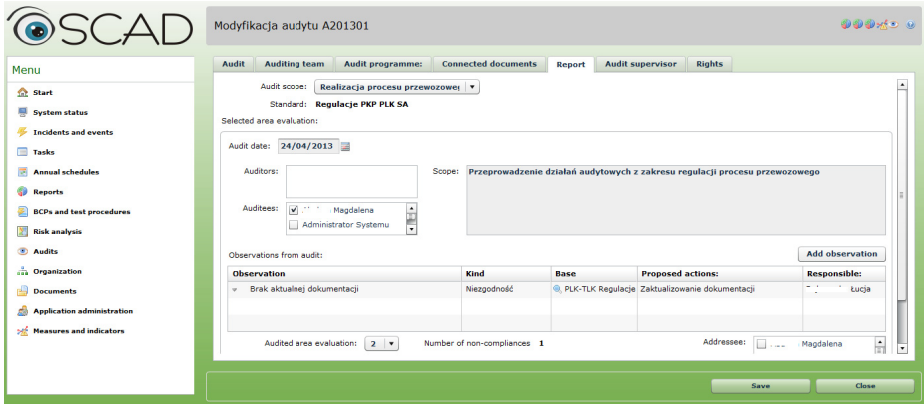 OSCAD
Modyfikacja audytu A201301
Menu
Start
System status
Incidents and events
Tasks
Annual schedules
Reports
BCPs and test procedures
Risk analysis
Audits
Organization
Documents
Application administration
Measures and indicators
Audit Auditing team Audit programme: Connected documents Report Audit supervisor Rights
Audit scope: Realizacja procesu przewozowej
Standard: Regulacje PKP PLK SA
Selected area evaluation:
Audit date: 24/04/2013
Auditors:
Scope: Przeprowadzenie działań audytowych z zakresu regulacji procesu przewozowego
Auditees: Magdalena
Administrator Systemu
Observations from audit:
Add observation
Observation Kind Base Proposed actions: Responsible:
Brak aktualnej dokumentacji Niezgodność PLK-TLK Regulacje Zaktualizowanie dokumentacji Łucja
Audited area evaluation: 2 Number of non-compliances 1 Addressee: Magdalena
Save Close